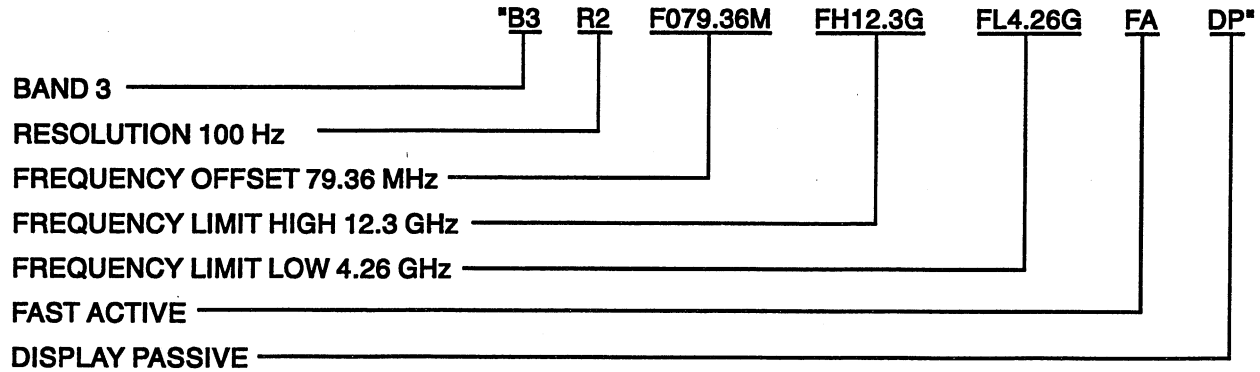 "B3 R2 F079.36M FH12.3G FL4.26G FA DP"
BAND 3
RESOLUTION 100 Hz
FREQUENCY OFFSET 79.36 MHz
FREQUENCY LIMIT HIGH 12.3 GHz
FREQUENCY LIMIT LOW 4.26 GHz
FAST ACTIVE
DISPLAY PASSIVE